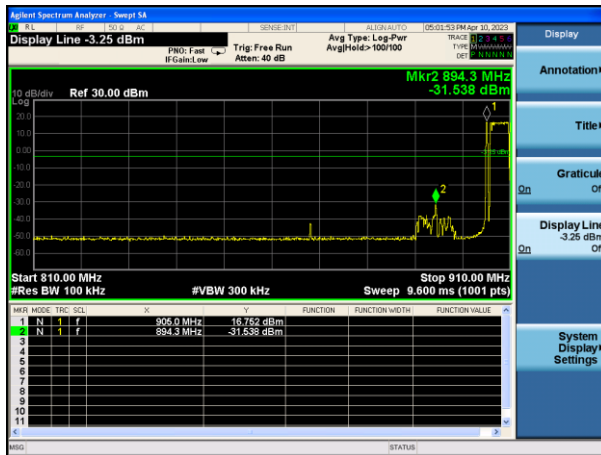 Agilent Spectrum Analyzer - Swept SA
RL RF 50 Ω AC SENSE:INT ALIGNAUTO 05:01:53 PM Apr 10, 2023
Display Line -3.25 dBm
PNO: Fast
IFGain:Low
Trig: Free Run
Atten: 40 dB
Avg Type: Log-Pwr
Avg|Hold:>100/100
TRACE 1 2 3 4 5 6
TYPE M
DET P N N N N N
Mkr2 894.3 MHz
-31.538 dBm
10 dB/div Ref 30.00 dBm
Log
1
20.0
10.0
0.00
-3.25 dBm
-10.0
-20.0
-30.0
2
-40.0
-50.0
-60.0
Start 810.00 MHz Stop 910.00 MHz
#Res BW 100 kHz #VBW 300 kHz Sweep 9.600 ms (1001 pts)
MKR MODE TRC SCL X Y FUNCTION FUNCTION WIDTH FUNCTION VALUE
1 N 1 f 905.0 MHz 16.752 dBm
2 N 1 f 894.3 MHz -31.538 dBm
3
4
5
6
7
8
9
10
11
MSG STATUS
Display
Annotation
Title
Graticule
On Of
Display Line
-3.25 dBm
On Of
System
Display
Settings